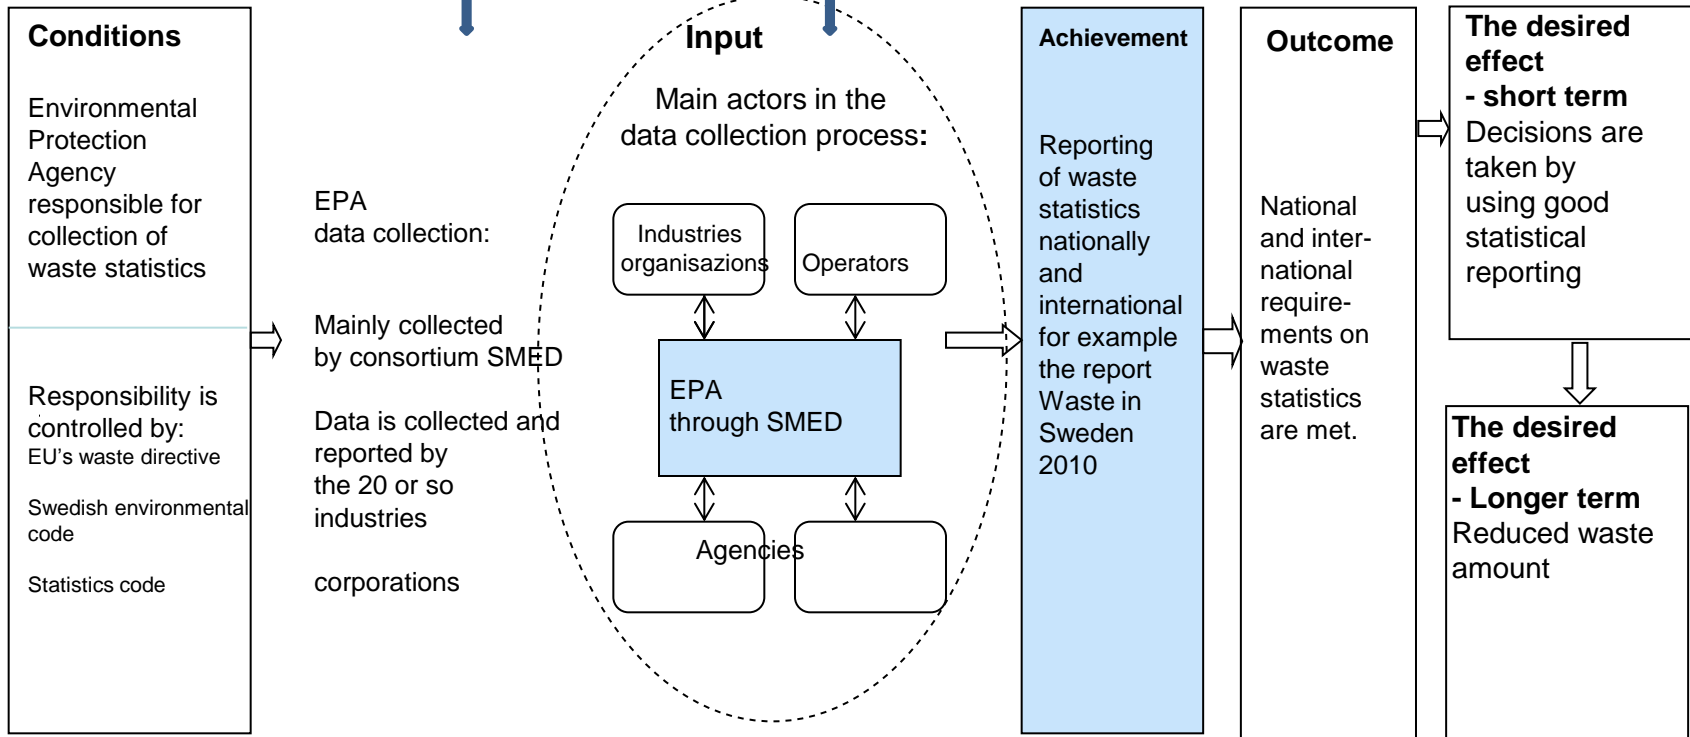 Conditions
Environmental
Protection
Agency
responsible for
collection of
waste statistics
Responsibility is
controlled by:
EU's waste directive
Swedish environmental
code
Statistics code
EPA
data collection:
Mainly collected
by consortium SMED
Data is collected and
reported by
the 20 or so
industries
corporations
Input
Main actors in the
data collection process:
Industries
organisazions
Operators
EPA
through SMED
Agencies
Achievement
Reporting
of waste
statistics
nationally
and
international
for example
the report
Waste in
Sweden
2010
Outcome
National
and inter-
national
require-
ments on
waste
statistics
are met.
The desired
effect
- short term
Decisions are
taken by
using good
statistical
reporting
The desired
effect
- Longer term
Reduced waste
amount